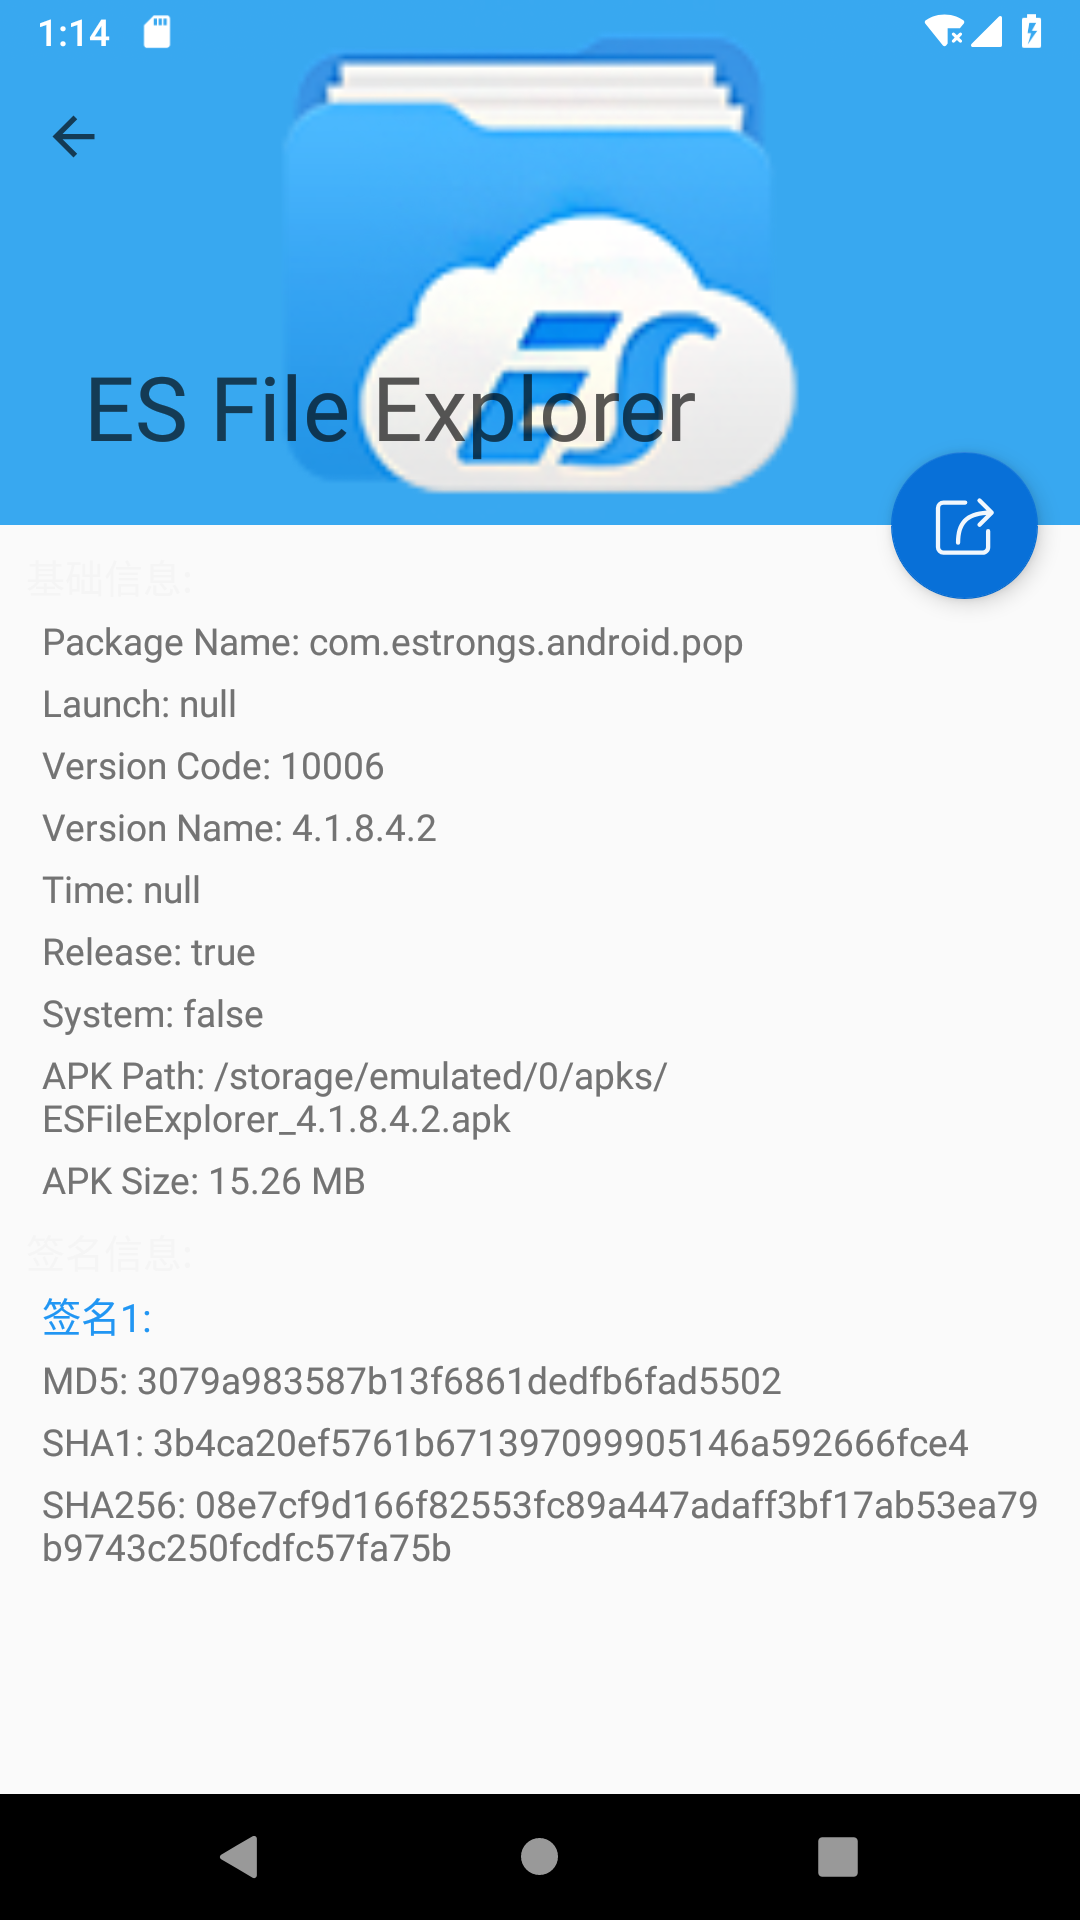 1:14
ES
ES File Explorer
基础信息:
Package Name: com.estrongs.android.pop
Launch: null
Version Code: 10006
Version Name: 4.1.8.4.2
Time: null
Release: true
System: false
APK Path: /storage/emulated/0/apks/
ESFileExplorer_4.1.8.4.2.apk
APK Size: 15.26 MB
签名信息:
签名1:
MD5: 3079a983587b13f6861dedfb6fad5502
SHA1: 3b4ca20ef5761b671397099905146a592666fce4
SHA256: 08e7cf9d166f82553fc89a447adaff3bf17ab53ea79
b9743c250fcdfc57fa75b